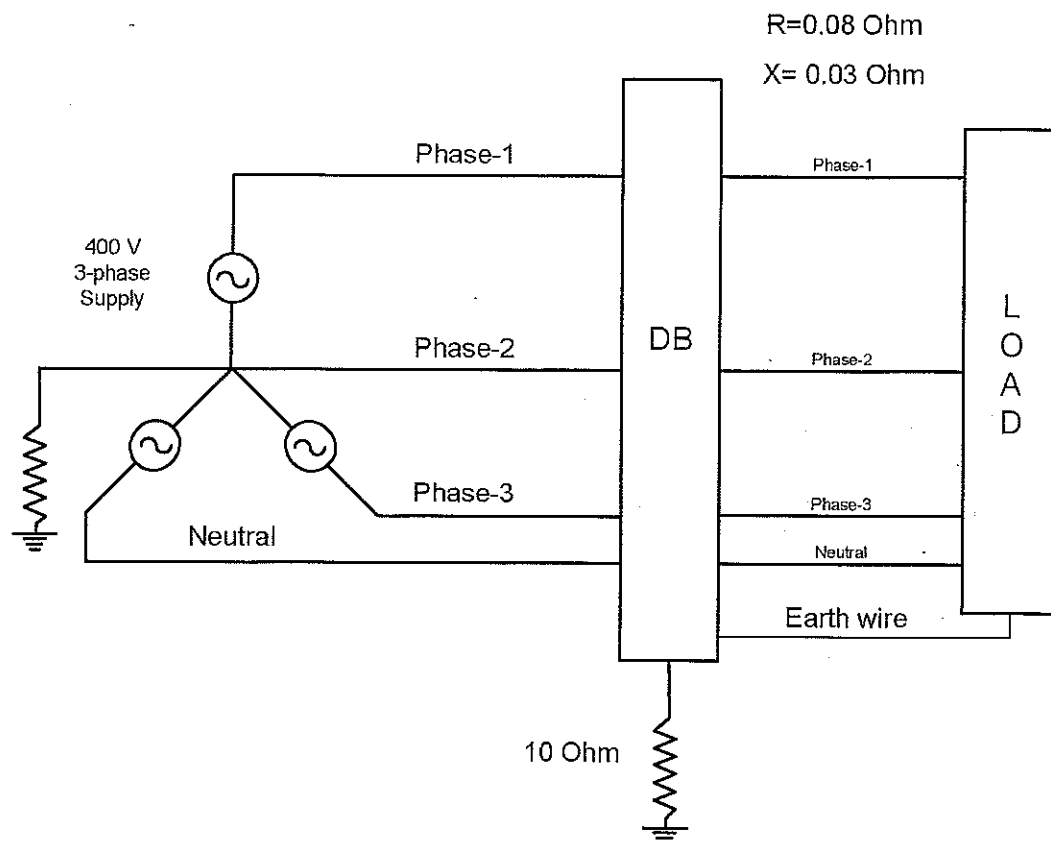 R=0.08 Ohm
X= 0.03 Ohm
Phase-1
Phase-1
400 V
3-phase
Supply
Phase-2
DB
Phase-2
L
O
A
D
Phase-3
Phase-3
Neutral
Neutral
Earth wire
10 Ohm